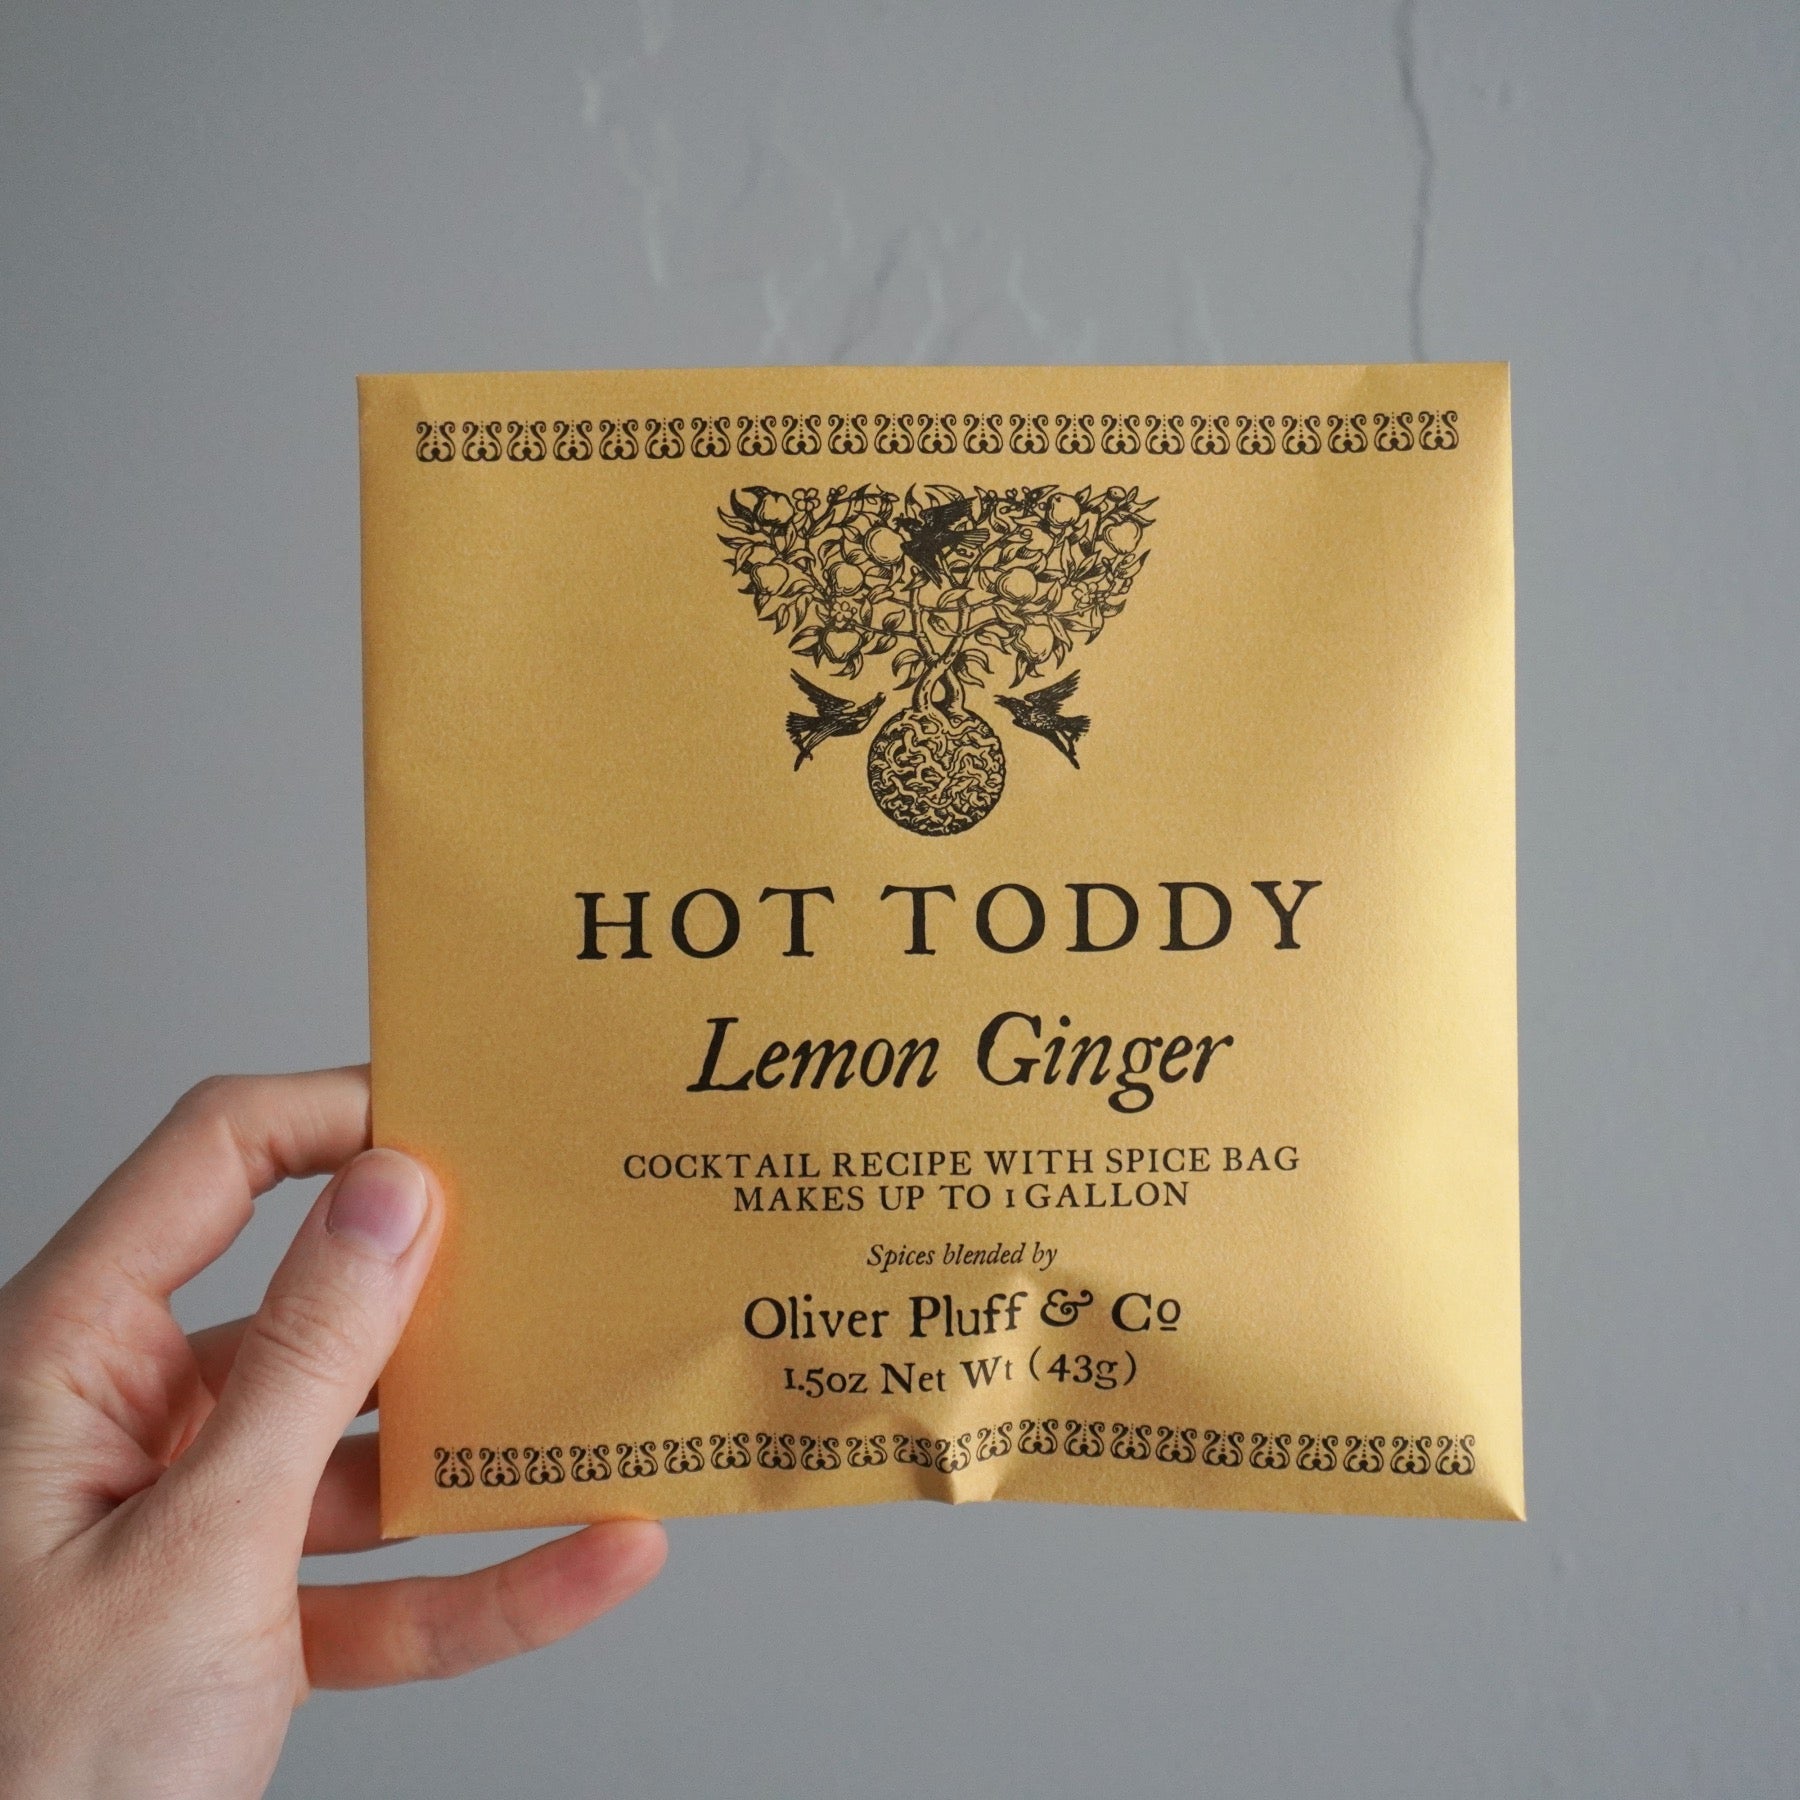 HOT TODDY
Lemon Ginger
COCKTAIL RECIPE WITH SPICE BAG
MAKES UP TO 1 GALLON
Spices blended by
Oliver Pluff & Co
1.5oz Net Wt (43g)